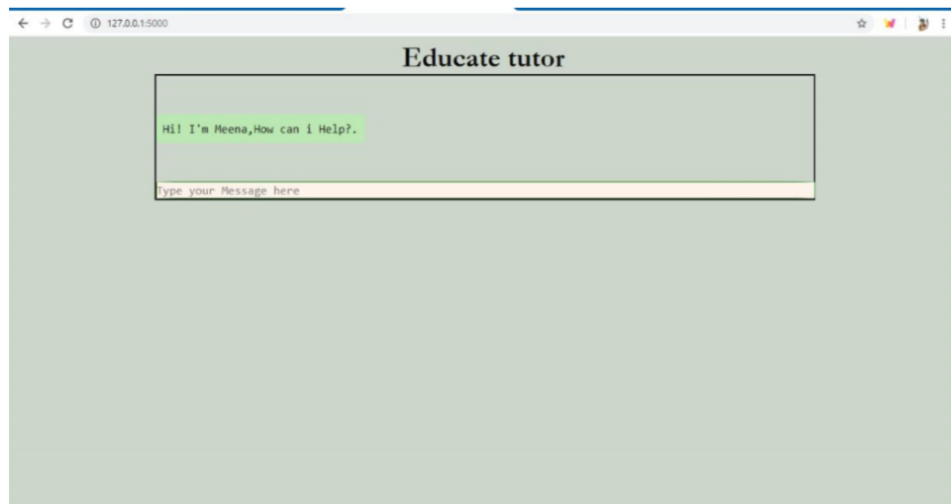 127.0.0.1:5000
Educate tutor
Hi! I'm Meena,How can i Help?.
Type your Message here